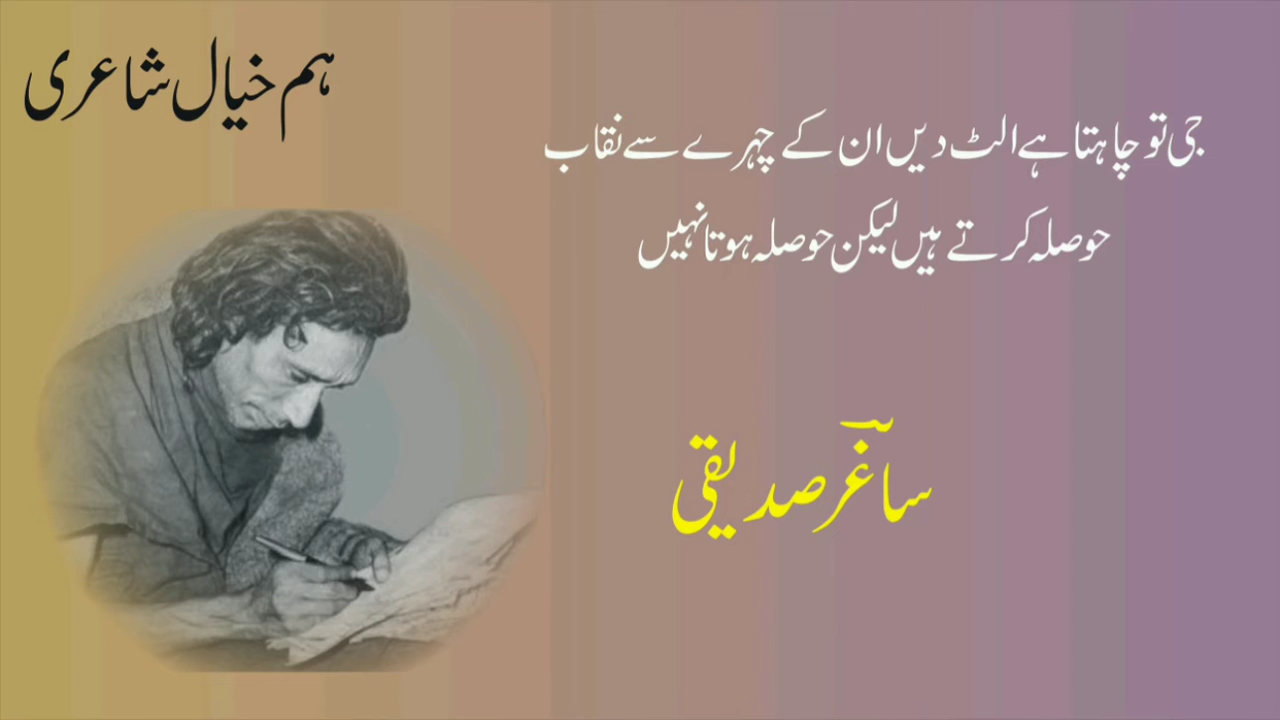 ہم خیال شاعری
جی تو چاہتا ہے الٹ دیں ان کے چہرے سے نقاب
حوصلہ کرتے ہیں لیکن حوصلہ ہوتا نہیں
ساغرؔ صدیقی